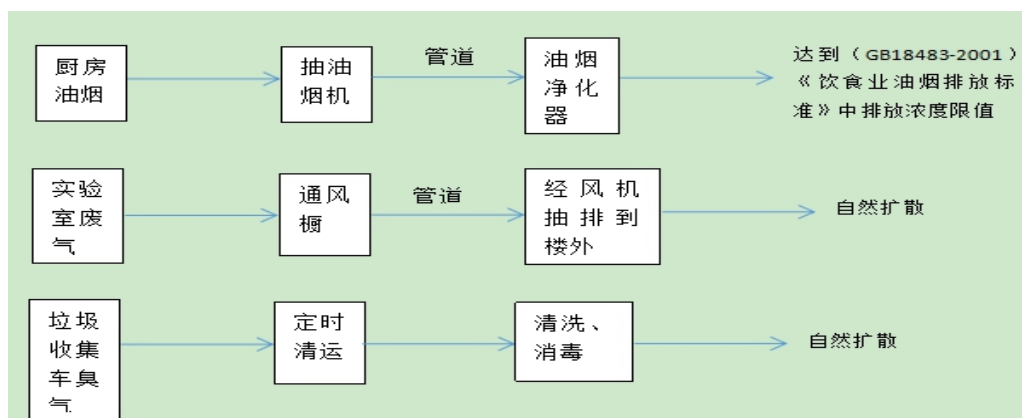 厨房
油烟
抽油
烟机
管道
油烟
净化
器
达到（GB18483-2001）
《饮食业油烟排放标
准》中排放浓度限值
实验
室废
气
通风
橱
管道
经风机
抽排到
楼外
自然扩散
垃圾
收集
车臭
气
定时
清运
清洗、
消毒
自然扩散